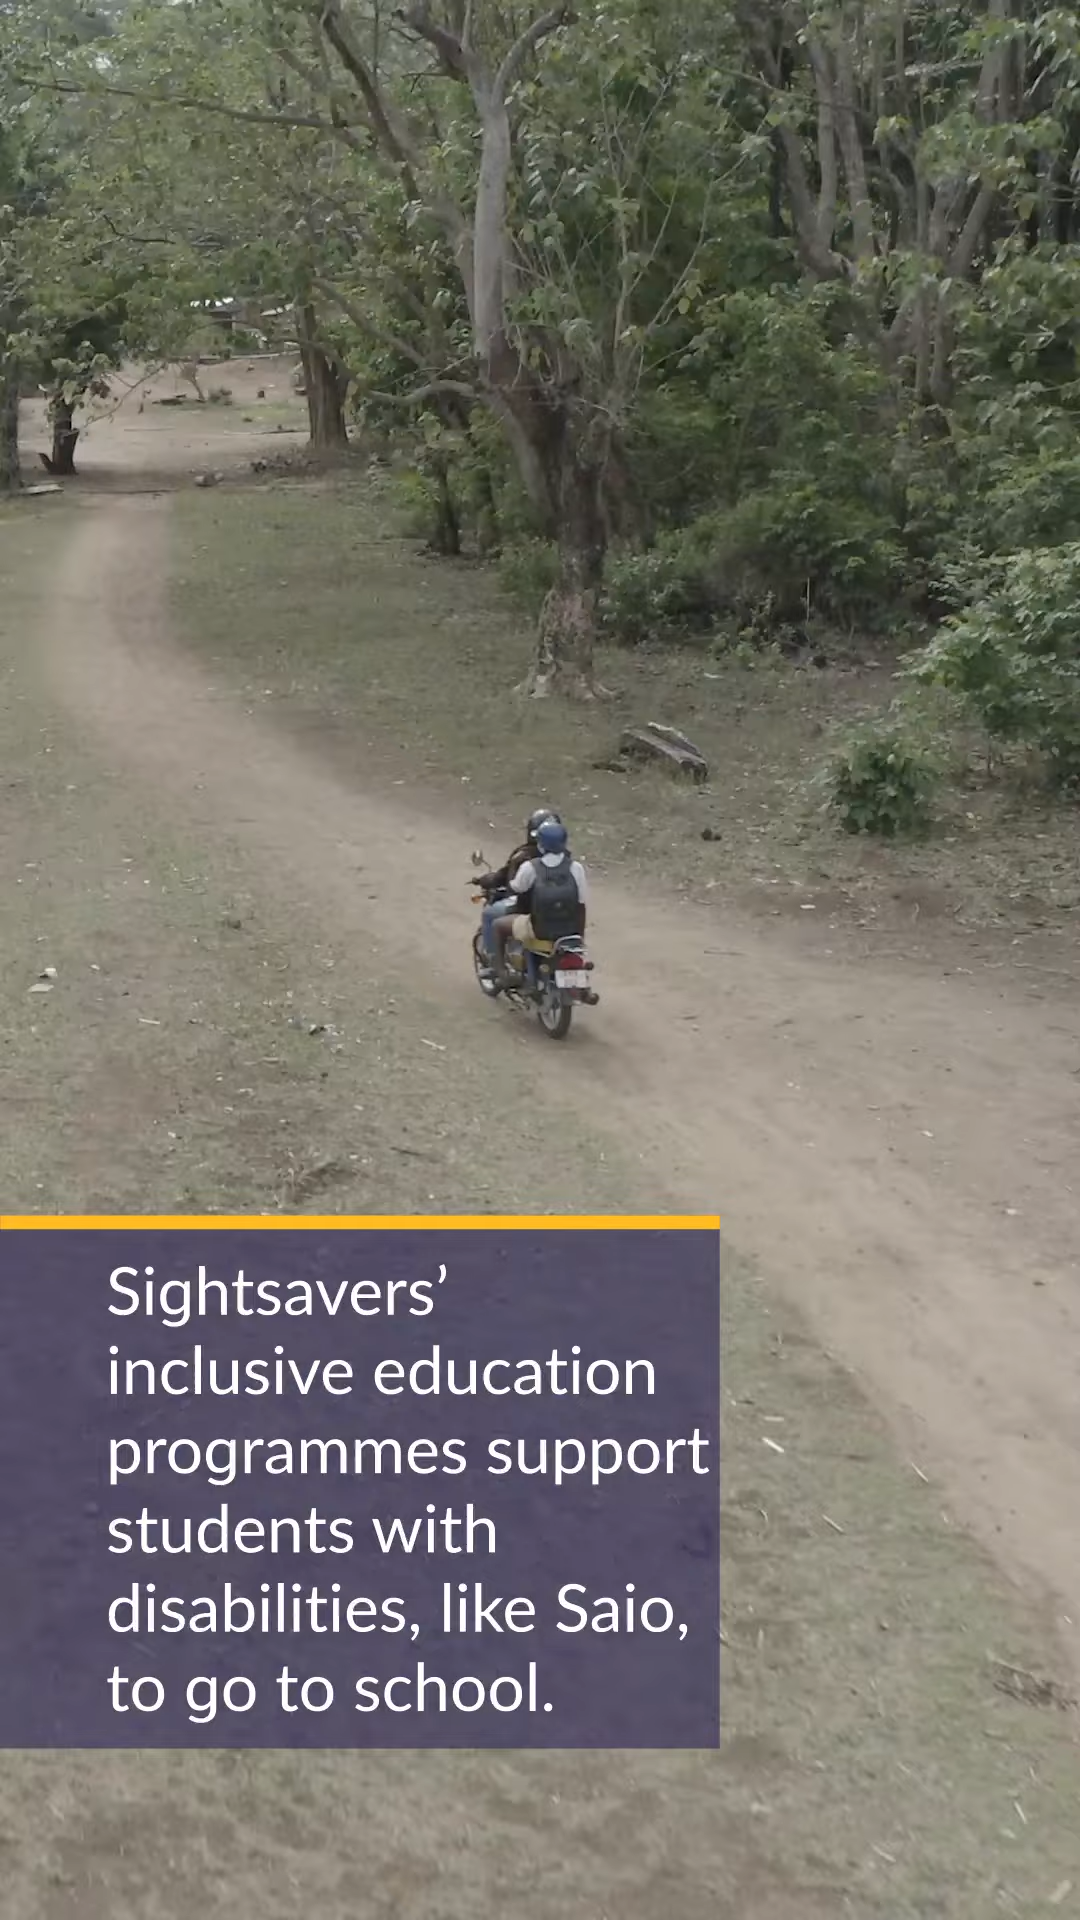 Sightsavers’
inclusive education
programmes support
students with
disabilities, like Saio,
to go to school.